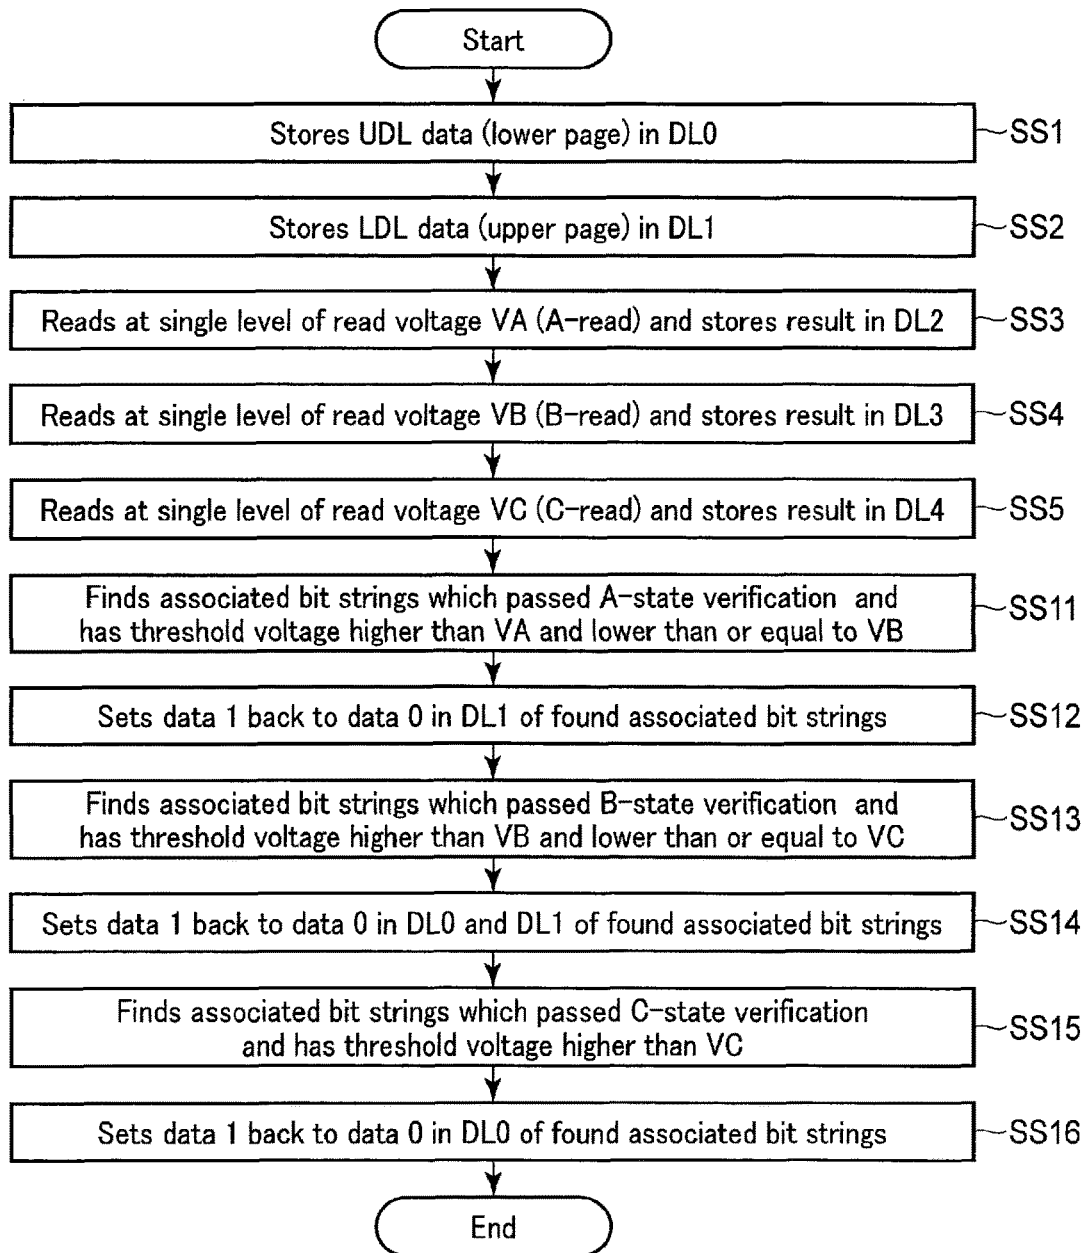 Start
Stores UDL data (lower page) in DL0
SS1
Stores LDL data (upper page) in DL1
SS2
Reads at single level of read voltage VA (A-read) and stores result in DL2
SS3
Reads at single level of read voltage VB (B-read) and stores result in DL3
SS4
Reads at single level of read voltage VC (C-read) and stores result in DL4
SS5
Finds associated bit strings which passed A-state verification and
has threshold voltage higher than VA and lower than or equal to VB
SS11
Sets data 1 back to data 0 in DL1 of found associated bit strings
SS12
Finds associated bit strings which passed B-state verification and
has threshold voltage higher than VB and lower than or equal to VC
SS13
Sets data 1 back to data 0 in DL0 and DL1 of found associated bit strings
SS14
Finds associated bit strings which passed C-state verification
and has threshold voltage higher than VC
SS15
Sets data 1 back to data 0 in DL0 of found associated bit strings
SS16
End